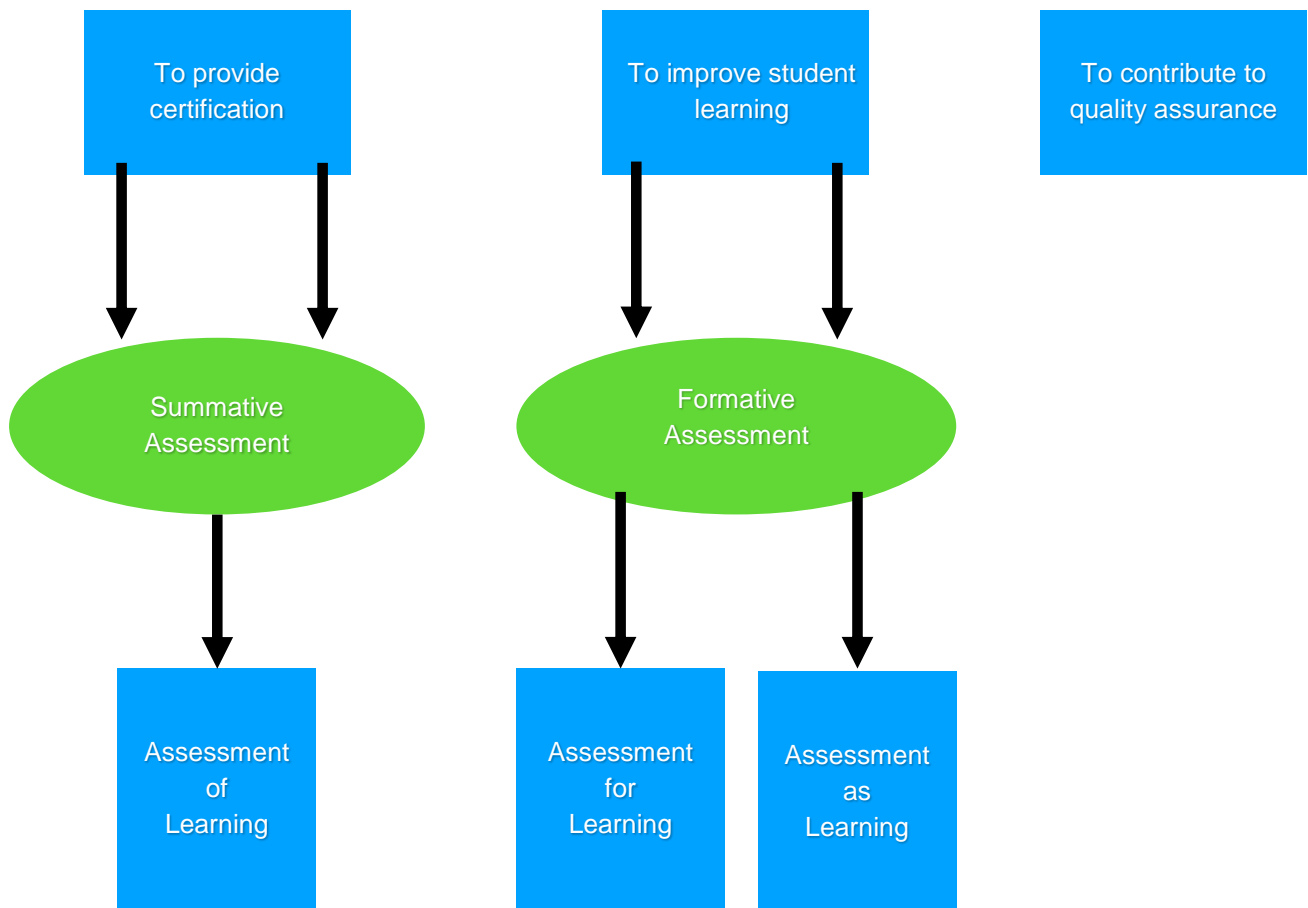 To provide
certification
To improve student
learning
To contribute to
quality assurance
Summative
Assessment
Formative
Assessment
Assessment
of
Learning
Assessment
for
Learning
Assessment
as
Learning